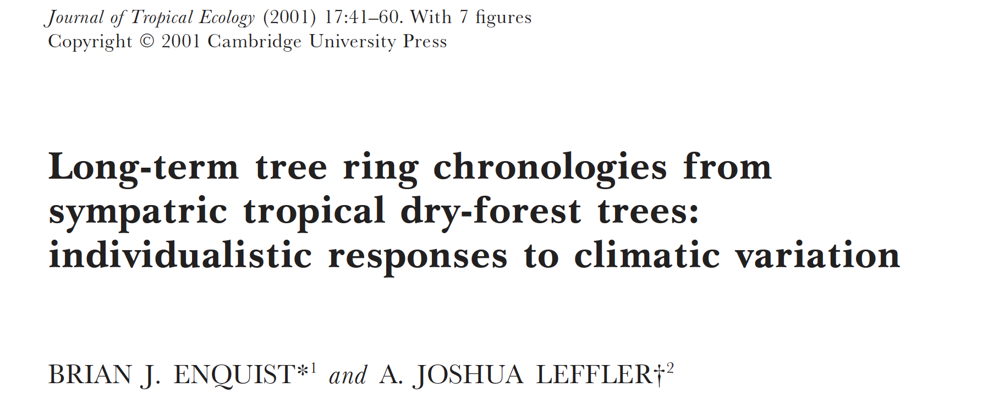 Journal of Tropical Ecology (2001) 17:41–60. With 7 figures
Copyright © 2001 Cambridge University Press
Long-term tree ring chronologies from
sympatric tropical dry-forest trees:
individualistic responses to climatic variation
BRIAN J. ENQUIST*1 and A. JOSHUA LEFFLER†2